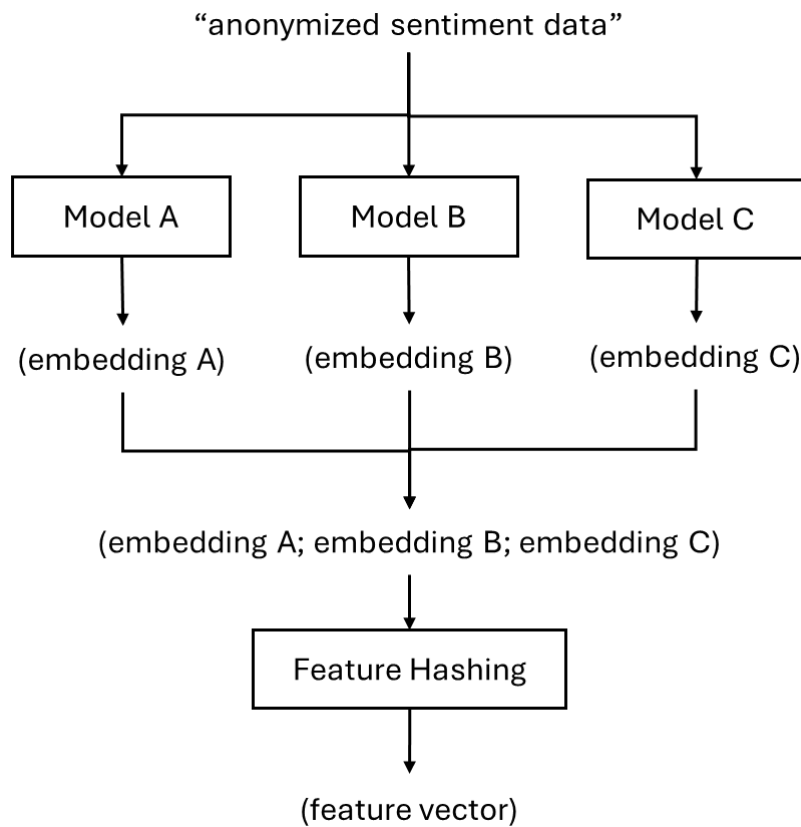 “anonymized sentiment data”
Model A
Model B
Model C
(embedding A)
(embedding B)
(embedding C)
(embedding A; embedding B; embedding C)
Feature Hashing
(feature vector)